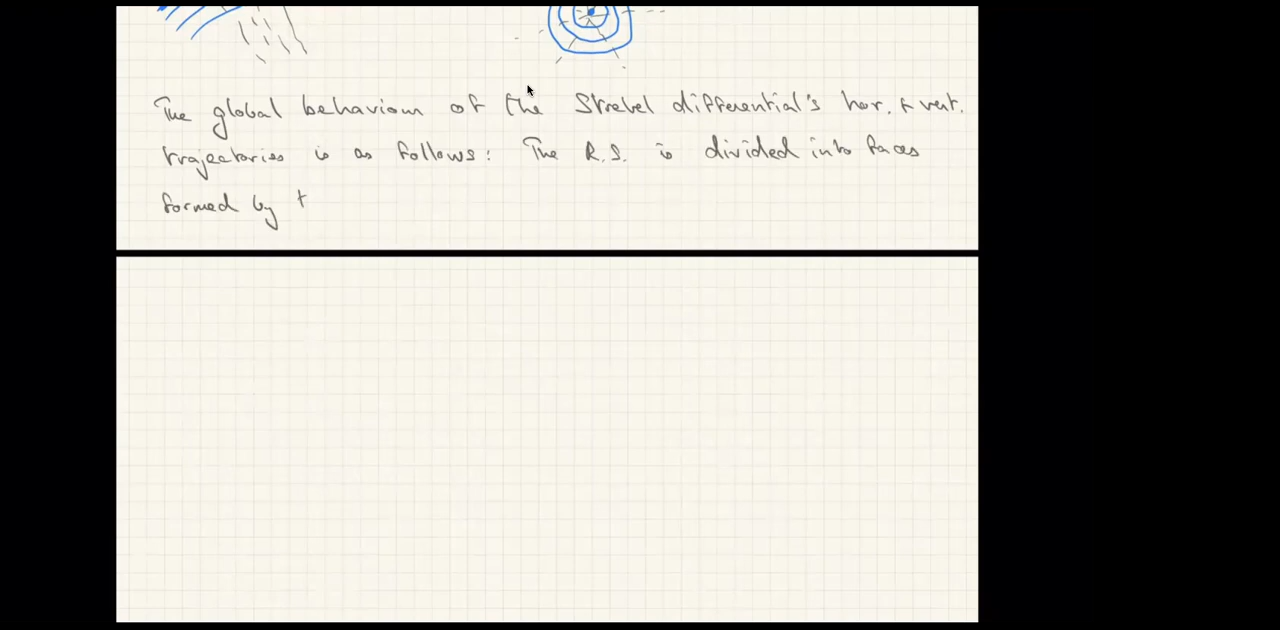 The global behaviour of the Strebel differential's hor. & vert.
trajectories is as follows: The R.S. is divided into faces
formed by t